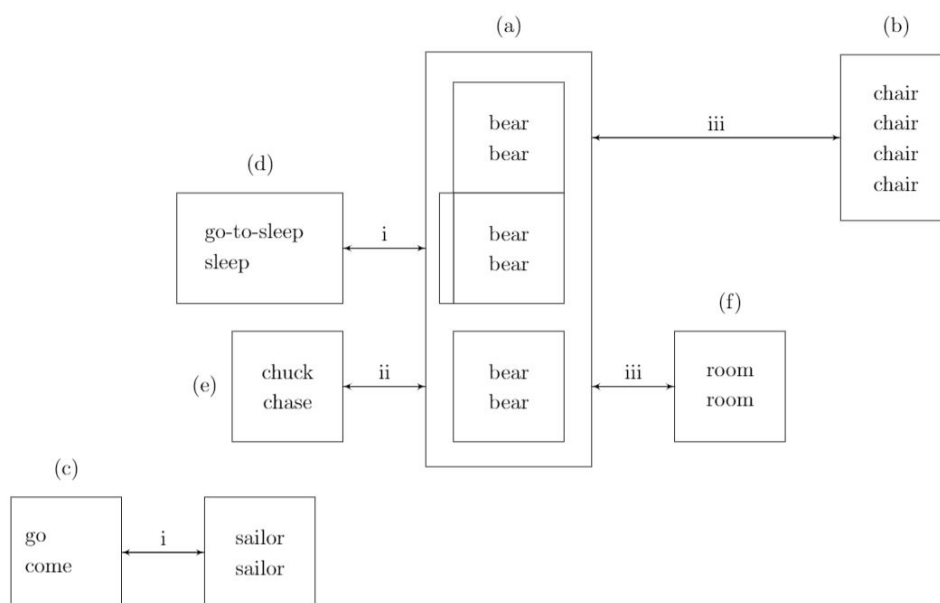 (a)
(b)
bear
bear
iii
chair
chair
chair
chair
(d)
go-to-sleep
sleep
i
bear
bear
(f)
(e)
chuck
chase
ii
bear
bear
iii
room
room
(c)
go
come
i
sailor
sailor